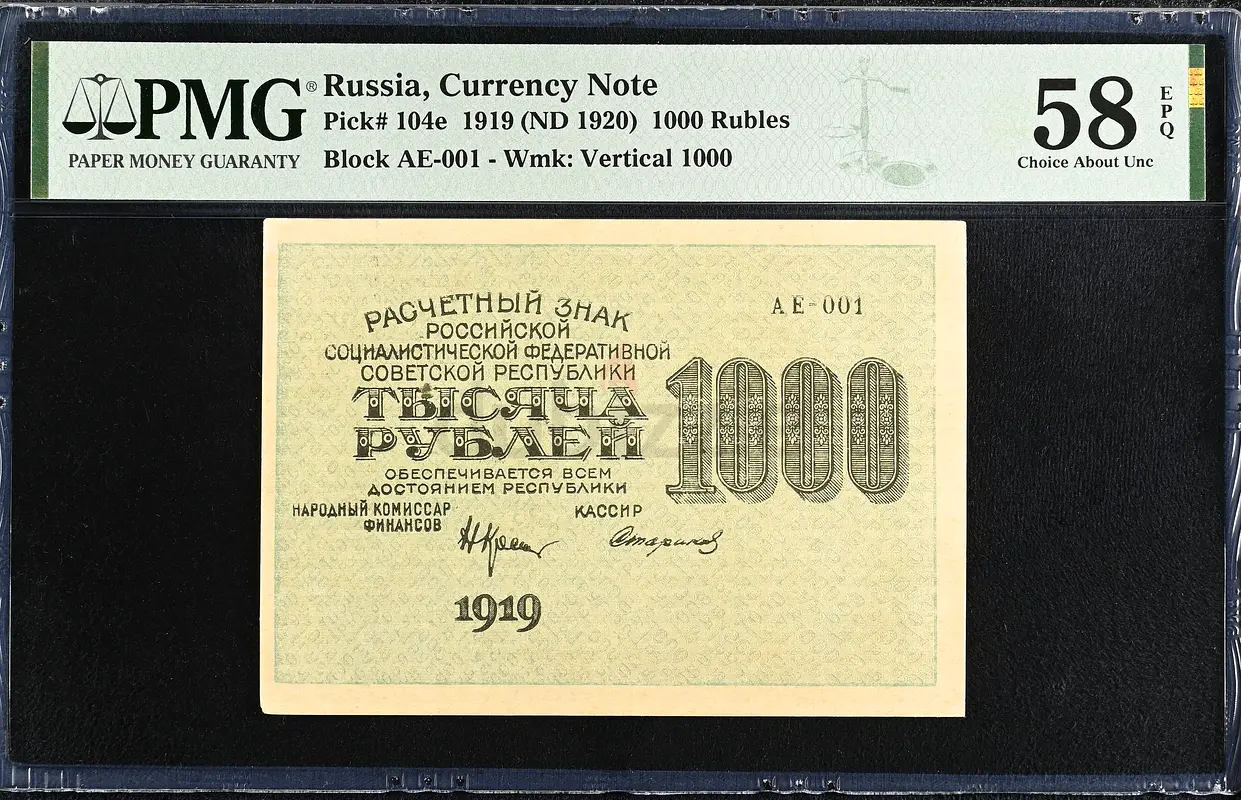 PMG®
PAPER MONEY GUARANTY
Russia, Currency Note
Pick# 104e 1919 (ND 1920) 1000 Rubles
Block AE-001 - Wmk: Vertical 1000
58
EPQ
Choice About Unc
РАСЧЕТНЫЙ ЗНАК
РОССИЙСКОЙ
СОЦИАЛИСТИЧЕСКОЙ ФЕДЕРАТИВНОЙ
СОВЕТСКОЙ РЕСПУБЛИКИ
ТЫСЯЧА
РУБЛЕЙ
ОБЕСПЕЧИВАЕТСЯ ВСЕМ
ДОСТОЯНИЕМ РЕСПУБЛИКИ
НАРОДНЫЙ КОМИССАР
ФИНАНСОВ
КАССИР
Стариков
АЕ-001
1000
1919